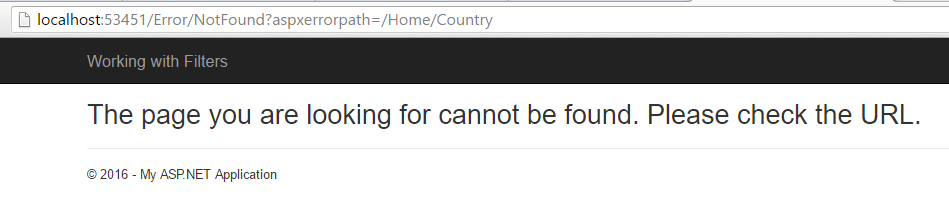 localhost:53451/Error/NotFound?aspxerrorpath=/Home/Country
Working with Filters
The page you are looking for cannot be found. Please check the URL.
© 2016 - My ASP.NET Application